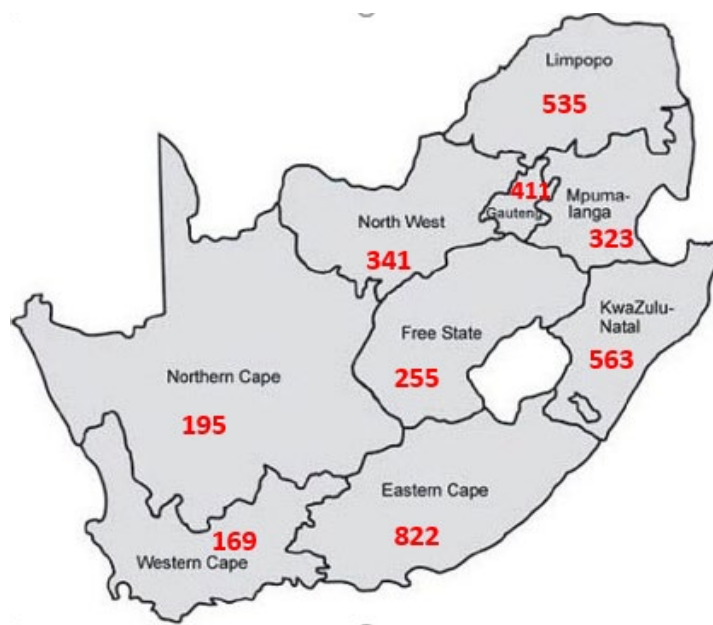 Limpopo
535
411
Gauteng
Mpuma-
langa
323
North West
341
KwaZulu-
Natal
563
Free State
255
Northern Cape
195
Eastern Cape
822
169
Western Cape